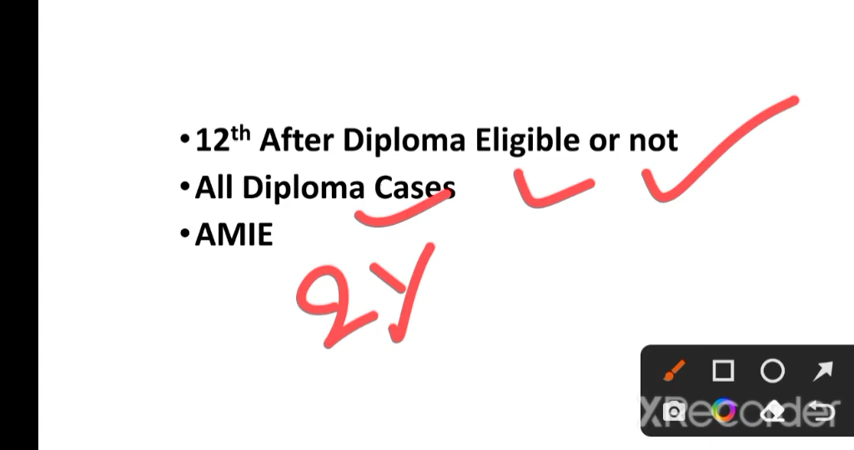 •12th After Diploma Eligible or not
•All Diploma Cases
•AMIE
2Y
XRecorder